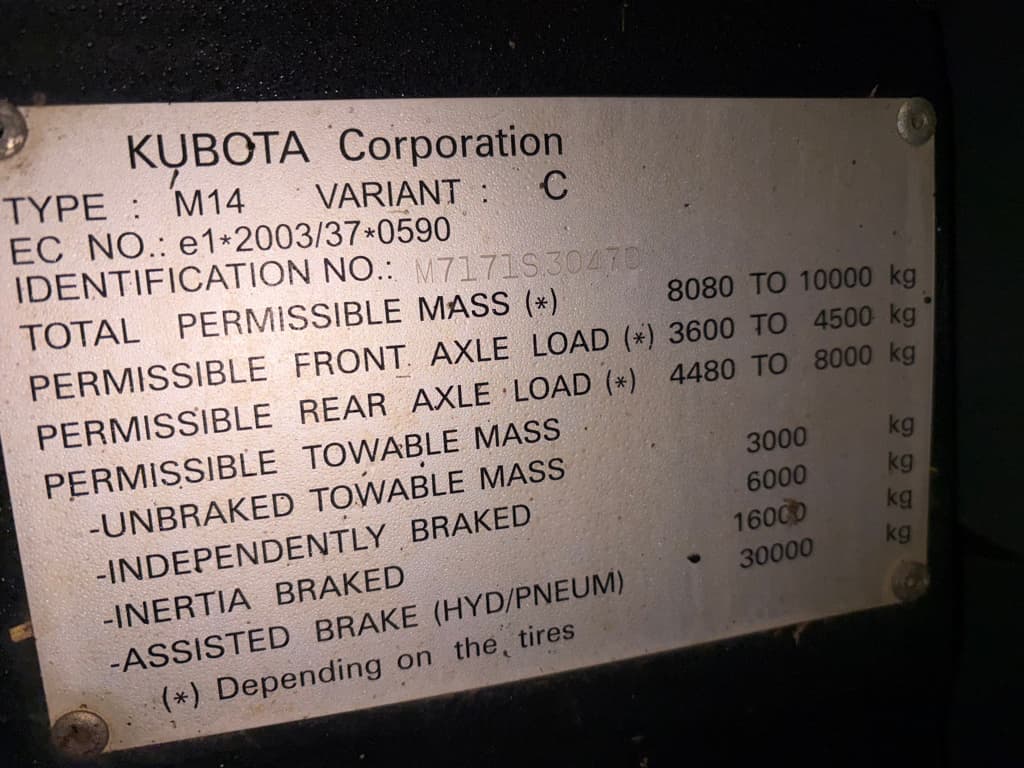 KUBOTA Corporation
TYPE : M14 VARIANT : C
EC NO.: e1*2003/37*0590
IDENTIFICATION NO.: M7171S30470
TOTAL PERMISSIBLE MASS (*) 8080 TO 10000 kg
PERMISSIBLE FRONT AXLE LOAD (*) 3600 TO 4500 kg
PERMISSIBLE REAR AXLE LOAD (*) 4480 TO 8000 kg
PERMISSIBLE TOWABLE MASS
-UNBRAKED TOWABLE MASS 3000 kg
-INDEPENDENTLY BRAKED 6000 kg
-INERTIA BRAKED 16000 kg
-ASSISTED BRAKE (HYD/PNEUM) 30000 kg
(*) Depending on the tires